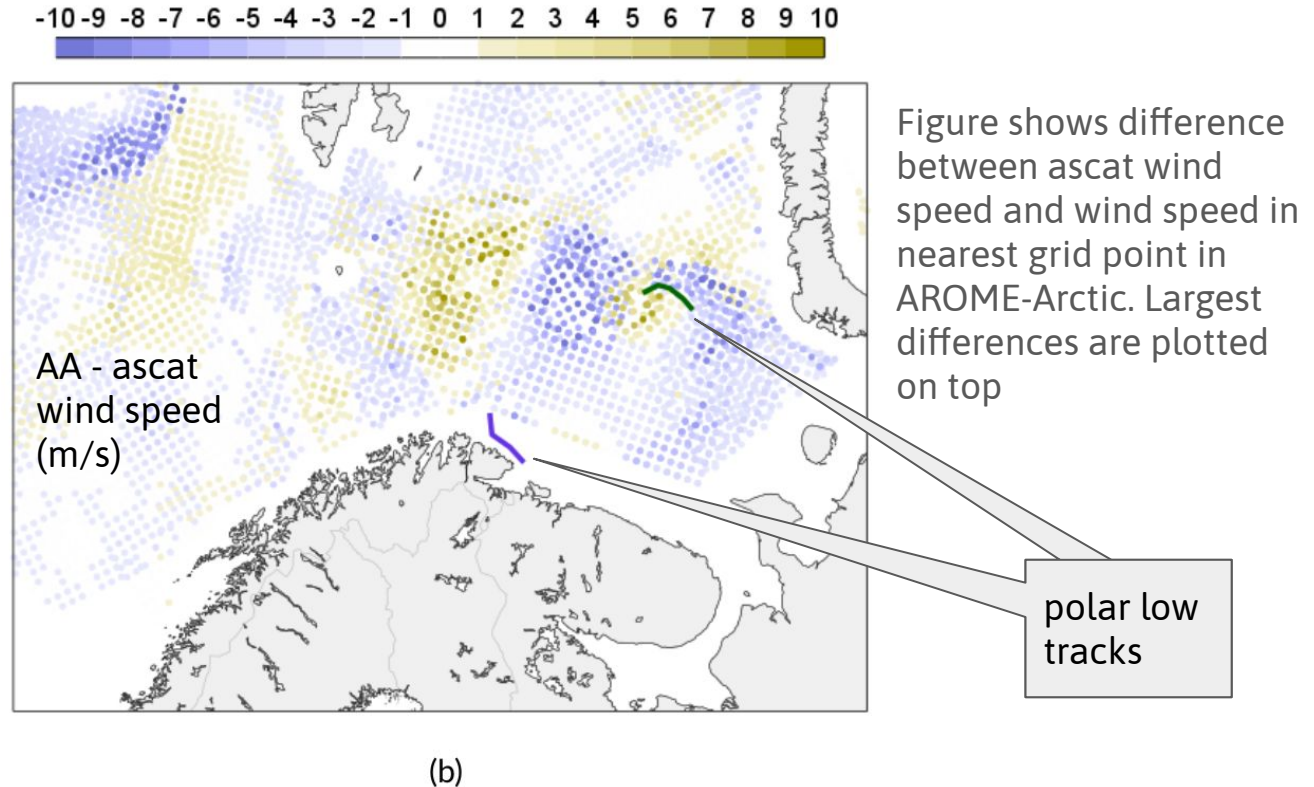 -10 -9 -8 -7 -6 -5 -4 -3 -2 -1 0 1 2 3 4 5 6 7 8 9 10
Figure shows difference
between ascat wind
speed and wind speed in
nearest grid point in
AROME-Arctic. Largest
differences are plotted
on top
AA - ascat
wind speed
(m/s)
polar low
tracks
(b)